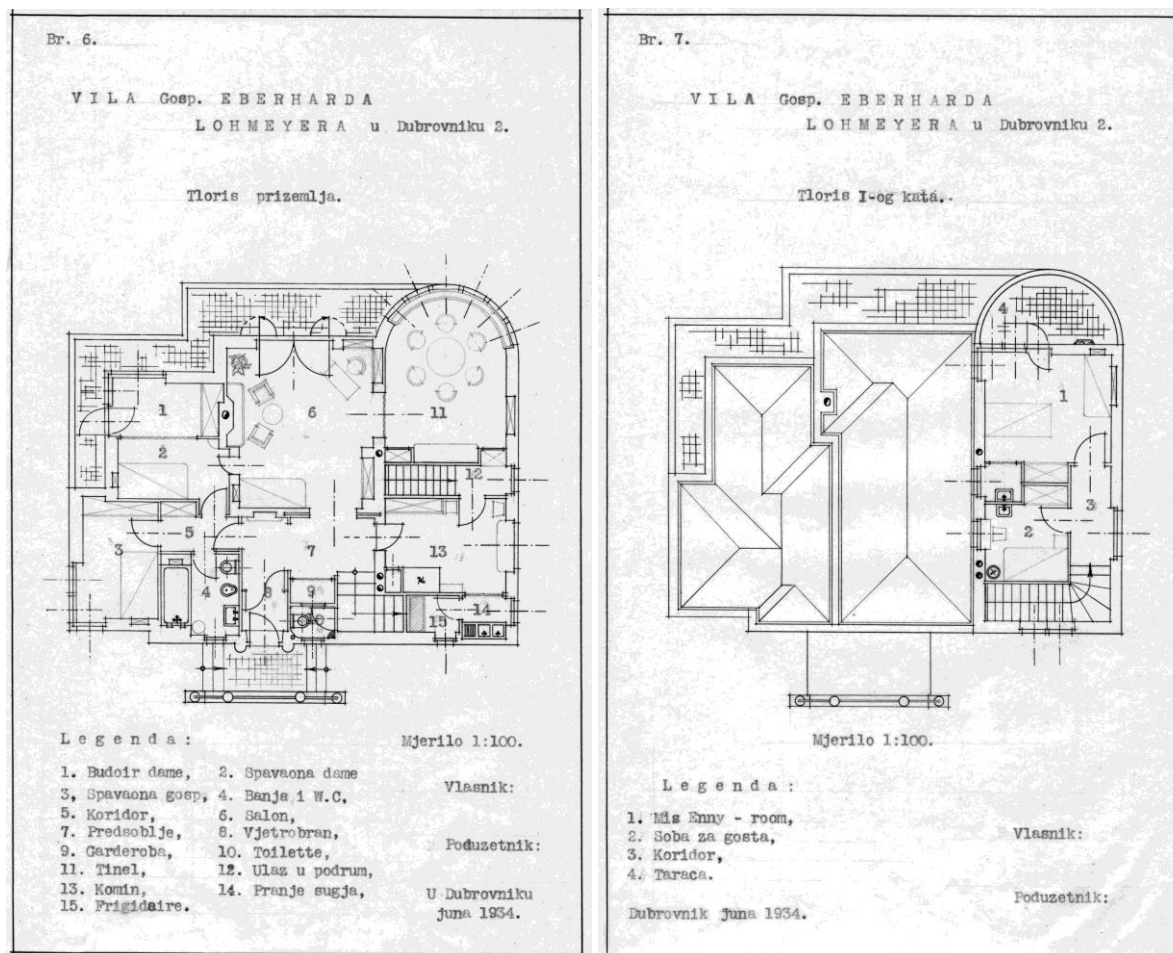 Br. 6.
VILA Gosp. EBERHARDA
LOHMEYERA u Dubrovniku 2.
Tloris prizemlja.
1
2
3
4
5
6
7
8
9
11
12
13
14
15
Legenda:
Mjerilo 1:100.
1. Budoir dame, 2. Spavaona dame
3, Spavaona gosp, 4. Banja i W.C,
5. Koridor, 6. Salon,
7. Predsoblje, 8. Vjetrobran,
9. Garderoba, 10. Toilette,
11. Tinel, 12. Ulaz u podrum,
13. Komin, 14. Pranje sugja,
15. Frigidaire.
Vlasnik:
Poduzetnik:
U Dubrovniku
juna 1934.
Br. 7.
VILA Gosp. EBERHARDA
LOHMEYERA u Dubrovniku 2.
Tloris I-og kata.
4
1
3
2
Mjerilo 1:100.
Legenda:
1. Mis Enny - room,
2. Soba za gosta,
3. Koridor,
4. Taraca.
Vlasnik:
Poduzetnik:
Dubrovnik juna 1934.